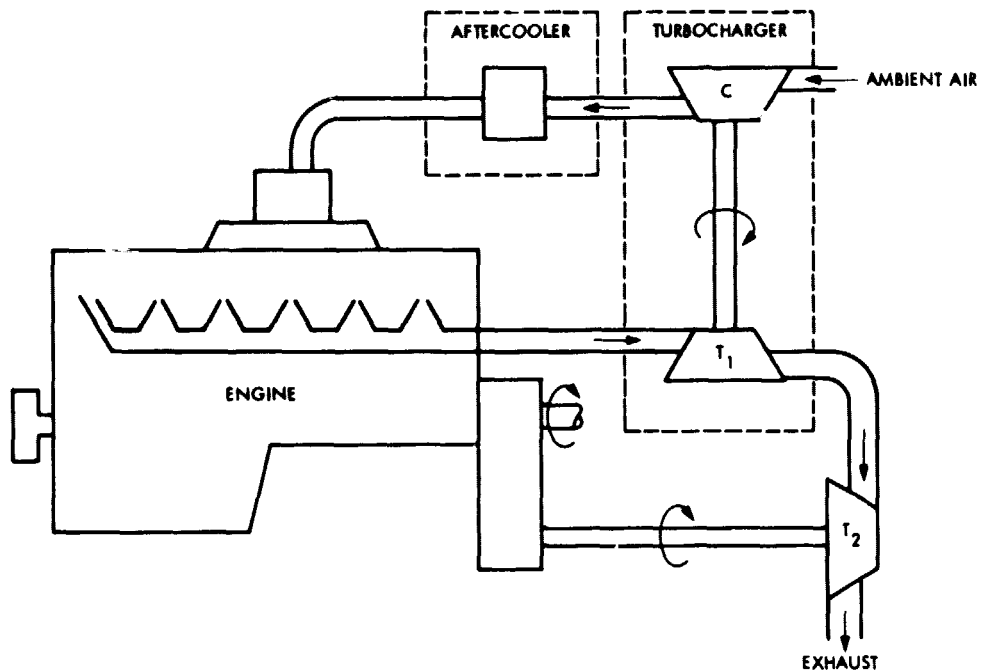 AFTERCOOLER
TURBOCHARGER
C
AMBIENT AIR
T1
ENGINE
T2
EXHAUST